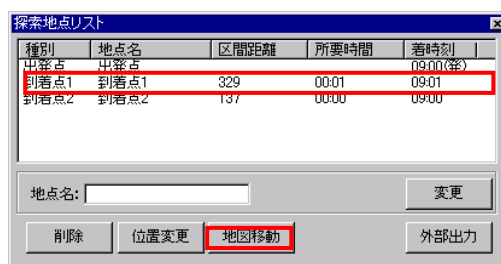 探索地点リスト
種別 地点名 区間距離 所要時間 着時刻
出発点 出発点 09:00(発)
到着点1 到着点1 329 00:01 09:01
到着点2 到着点2 137 00:00 09:00
地点名: 変更
削除 位置変更 地図移動 外部出力